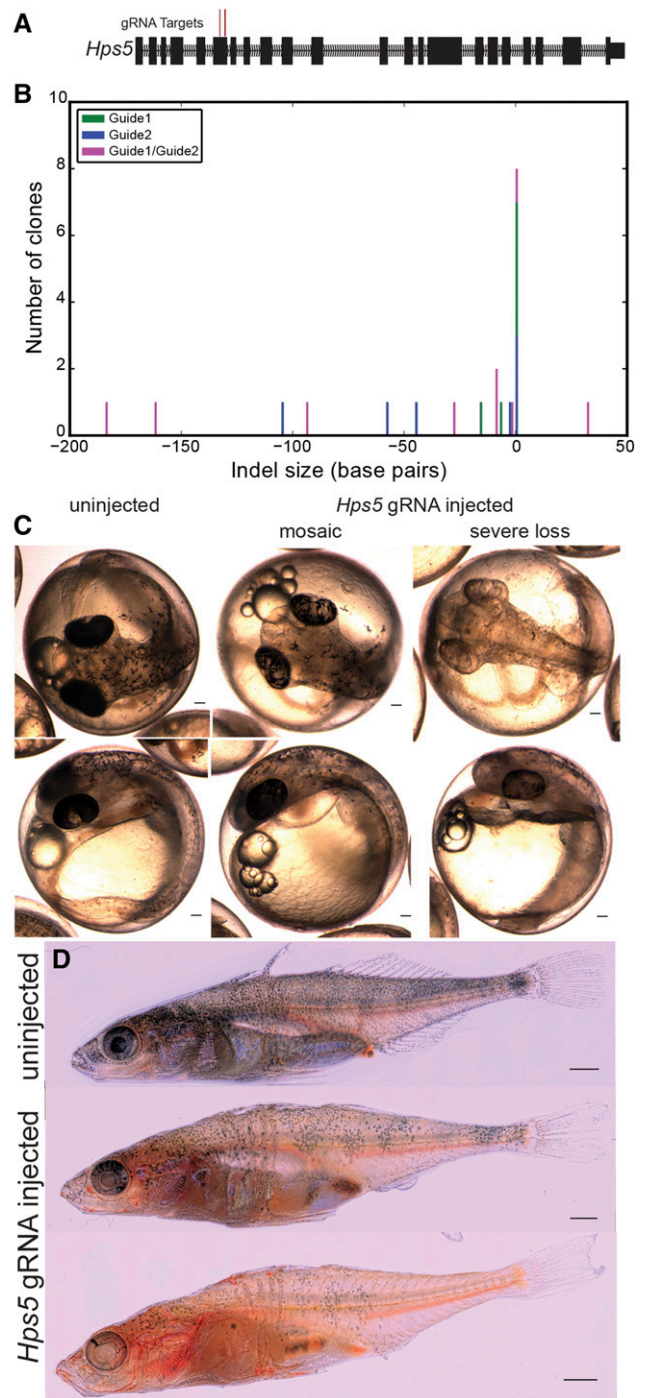 A
gRNA Targets
Hps5
B
10
8
6
4
2
0
Number of clones
Guide1
Guide2
Guide1/Guide2
−200
−150
−100
−50
0
50
Indel size (base pairs)
uninjected
Hps5 gRNA injected
C
mosaic
severe loss
D
uninjected
Hps5 gRNA injected